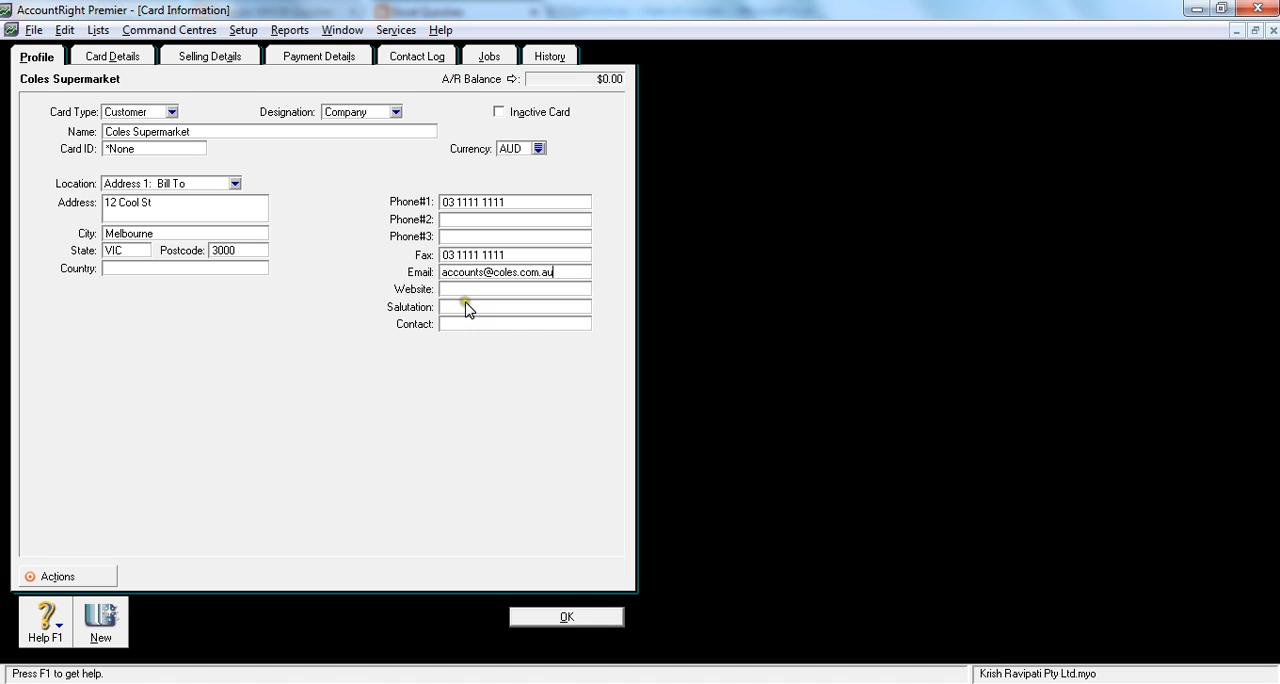 AccountRight Premier - [Card Information]
File Edit Lists Command Centres Setup Reports Window Services Help
Profile Card Details Selling Details Payment Details Contact Log Jobs History
Coles Supermarket A/R Balance : $0.00
Card Type: Customer Designation: Company Inactive Card
Name: Coles Supermarket
Card ID: *None Currency: AUD
Location: Address 1: Bill To
Address: 12 Cool St Phone#1: 03 1111 1111
Phone#2:
City: Melbourne Phone#3:
State: VIC Postcode: 3000 Fax: 03 1111 1111
Country: Email: accounts@coles.com.au
Website:
Salutation:
Contact:
Actions
Help F1 New OK
Press F1 to get help. Krish Ravipati Pty Ltd.myo